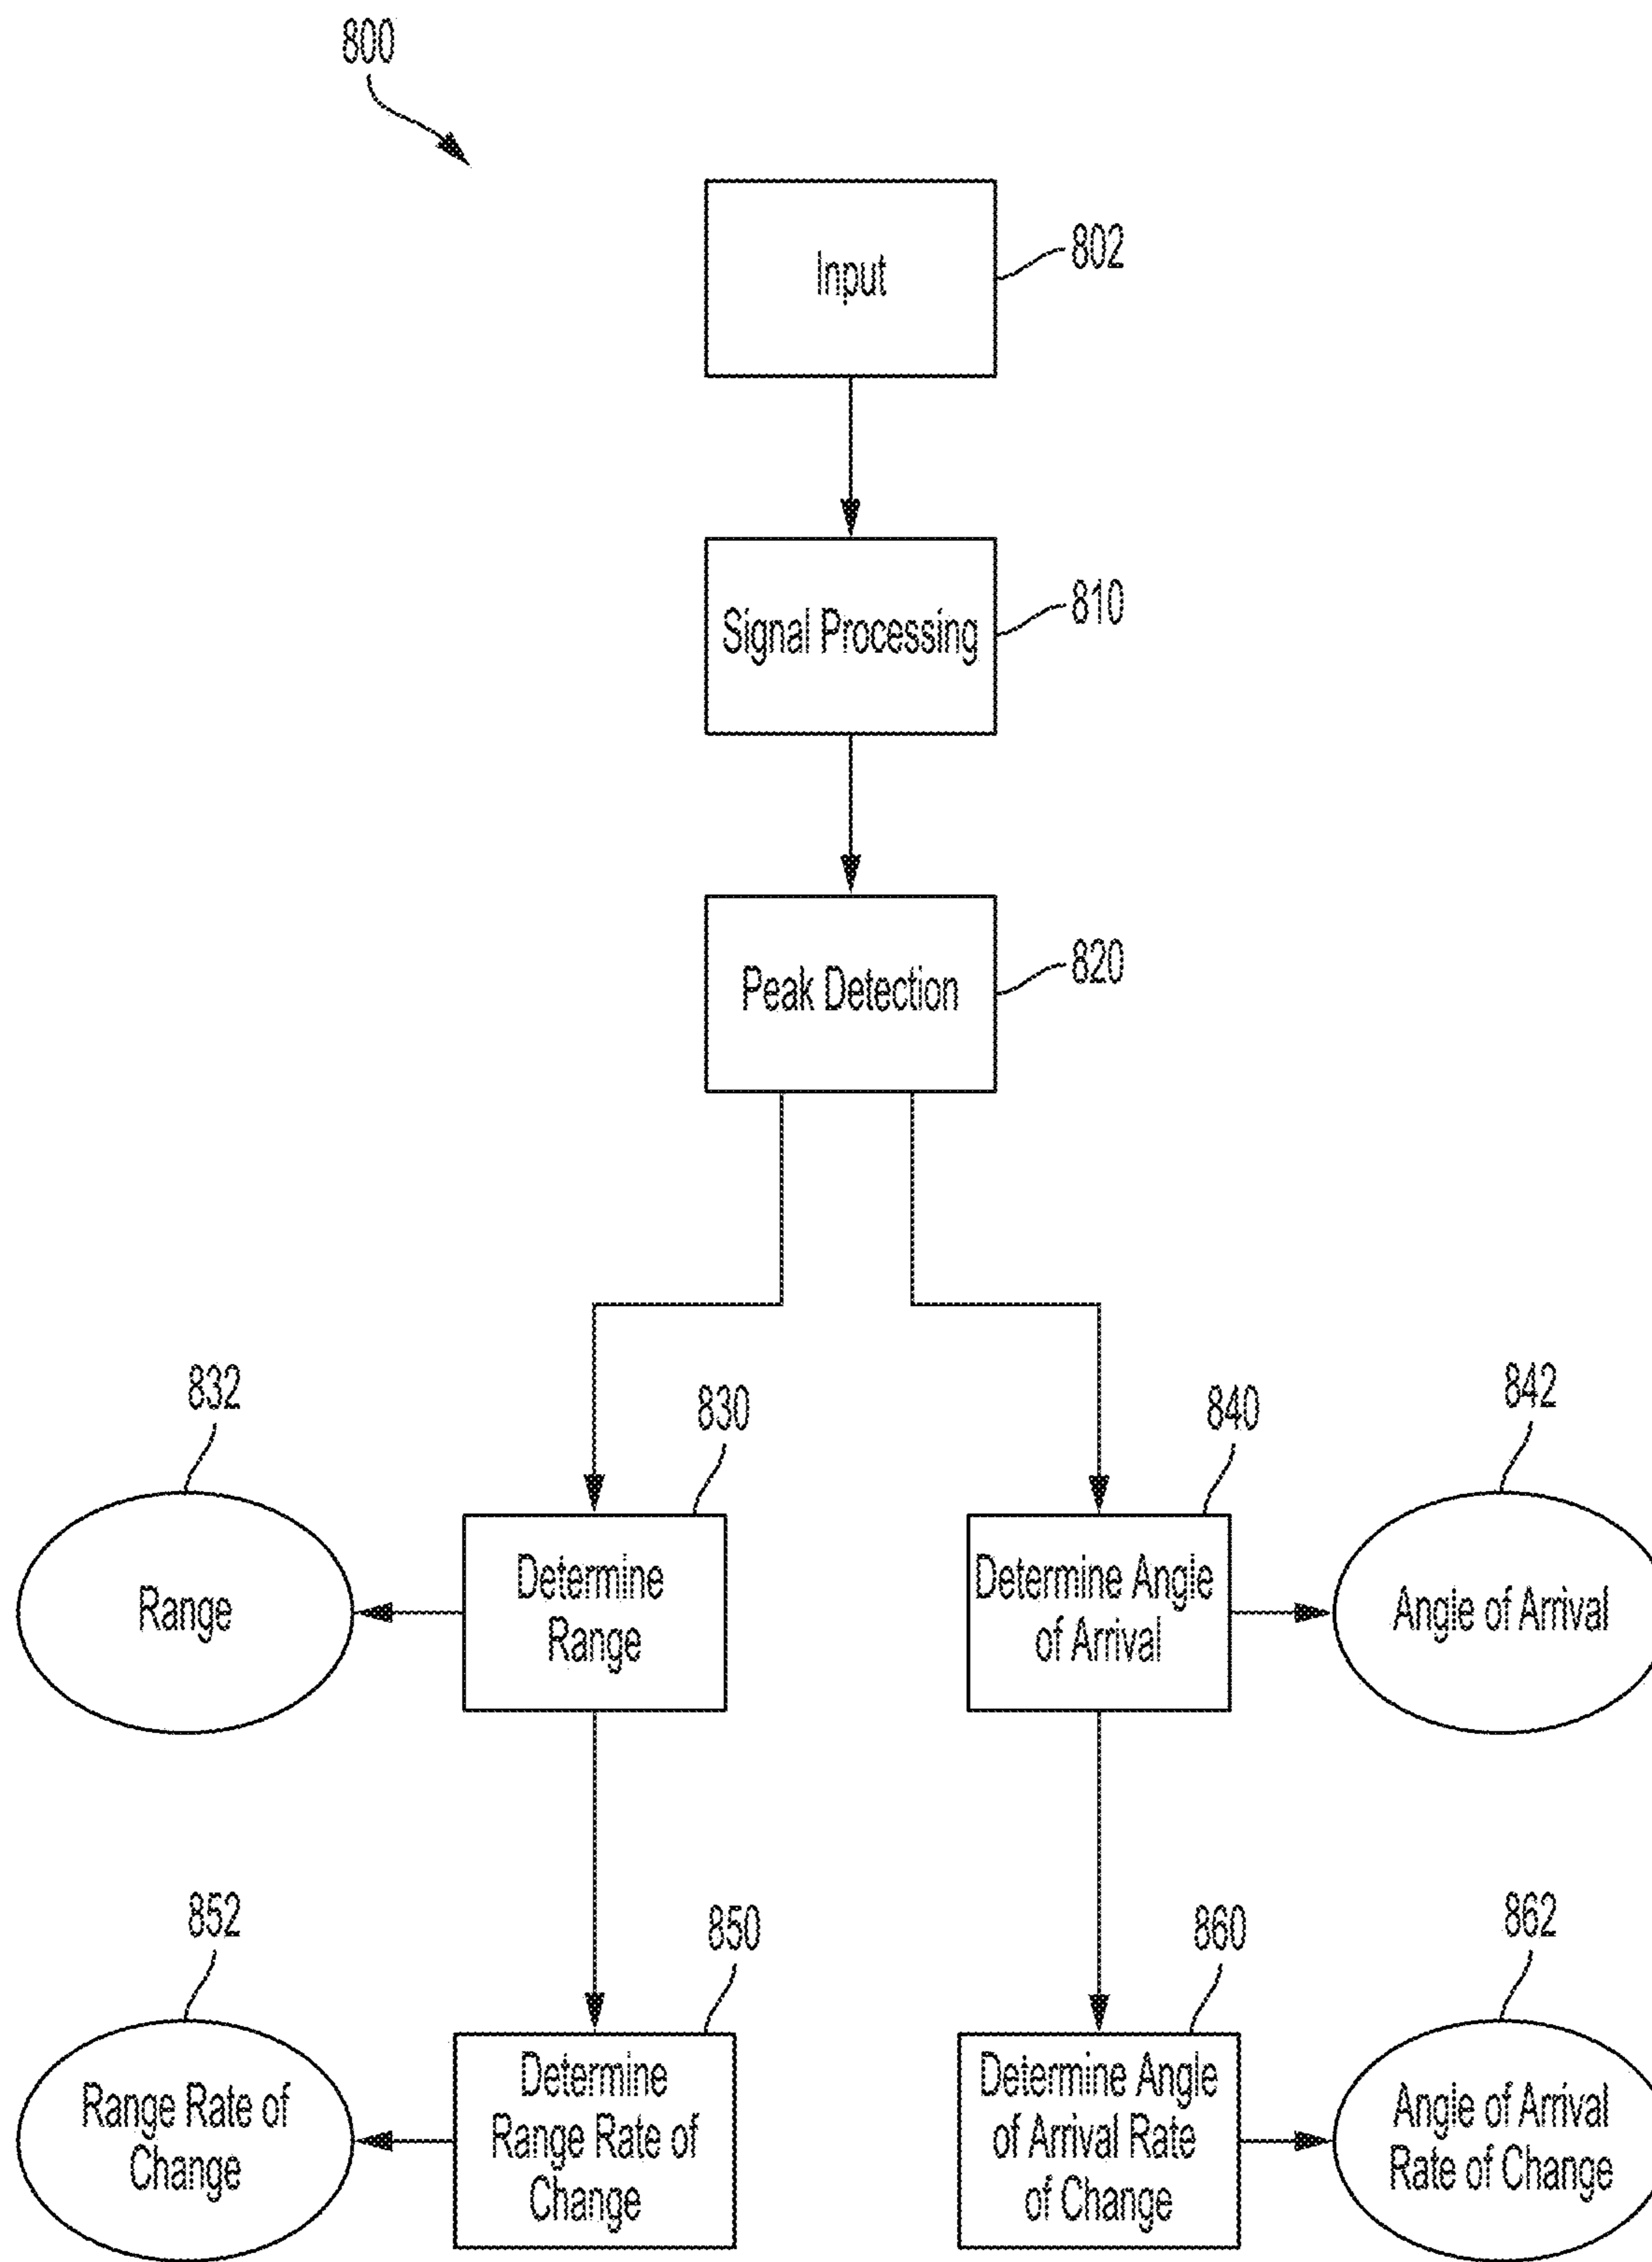 800
Input
802
Signal Processing
810
Peak Detection
820
832
830
840
842
Range
Determine
Range
Determine Angle
of Arrival
Angle of Arrival
852
850
860
862
Range Rate of
Change
Determine
Range Rate of
Change
Determine Angle
of Arrival Rate
of Change
Angle of Arrival
Rate of Change